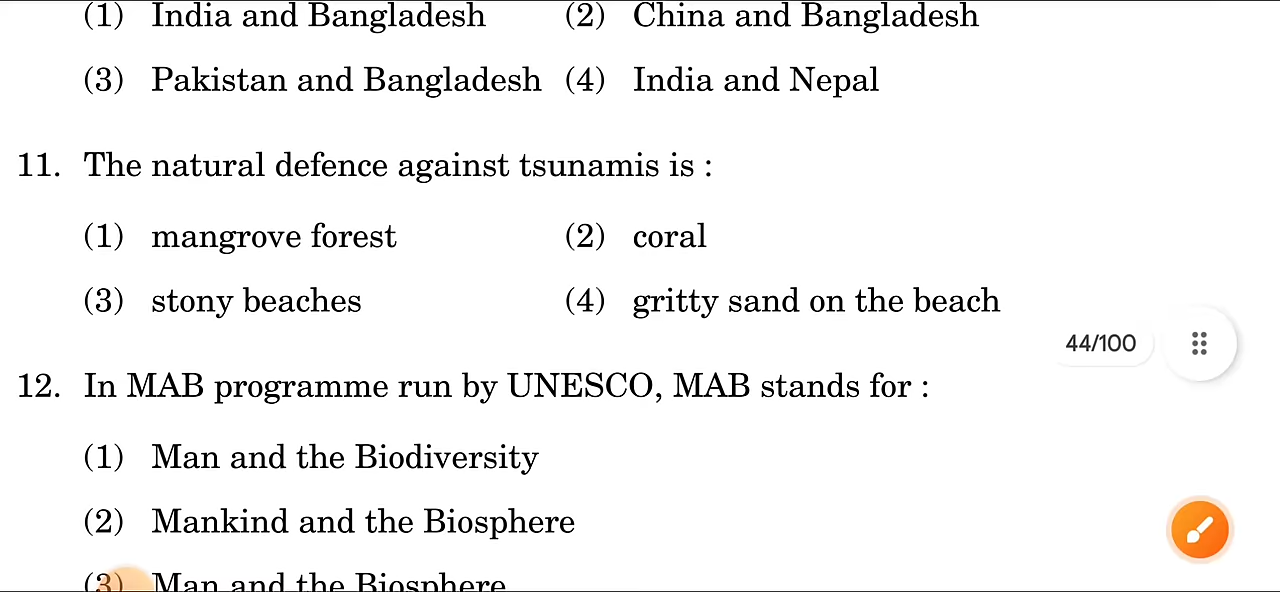 (1) India and Bangladesh (2) China and Bangladesh
(3) Pakistan and Bangladesh (4) India and Nepal
11. The natural defence against tsunamis is :
(1) mangrove forest (2) coral
(3) stony beaches (4) gritty sand on the beach
44/100
12. In MAB programme run by UNESCO, MAB stands for :
(1) Man and the Biodiversity
(2) Mankind and the Biosphere
(3) Man and the Biosphere